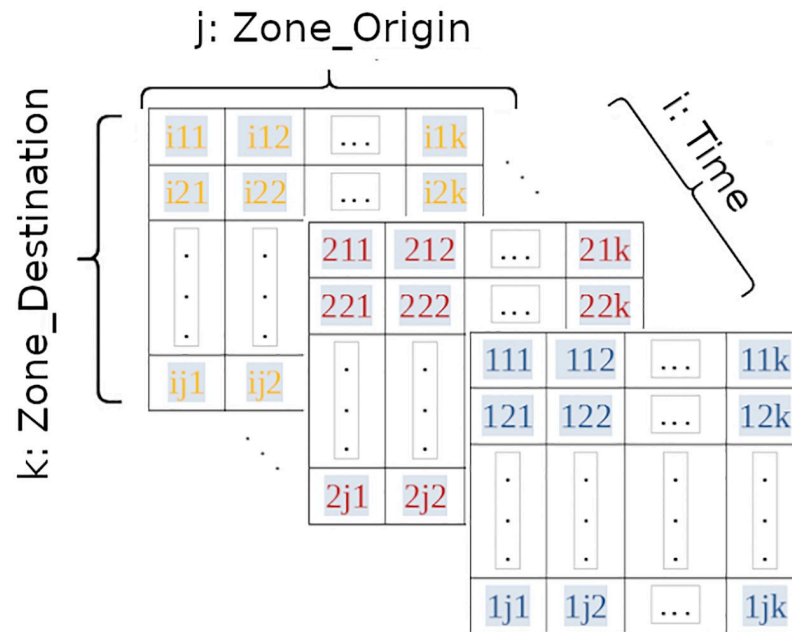 j: Zone_Origin
k: Zone_Destination
i: Time
i11 i12 ... i1k
i21 i22 ... i2k
. .
. .
. .
ij1 ij2
211 212 ... 21k
221 222 ... 22k
. .
. .
. .
2j1 2j2
111 112 ... 11k
121 122 ... 12k
. . . .
. . . .
. . . .
1j1 1j2 ... 1jk